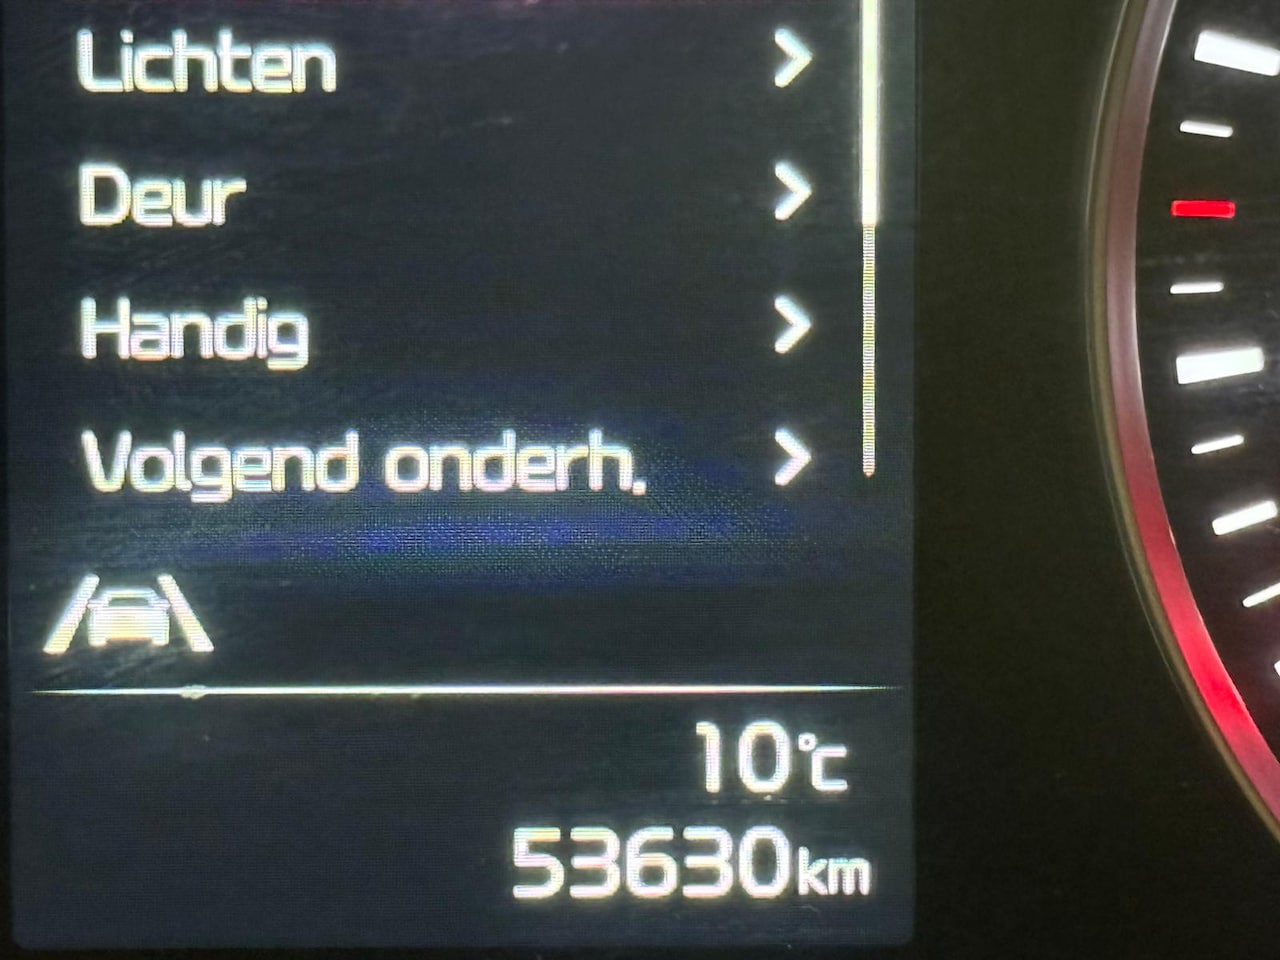 Lichten
Deur
Handig
Volgend onderh.
10°C
53630km